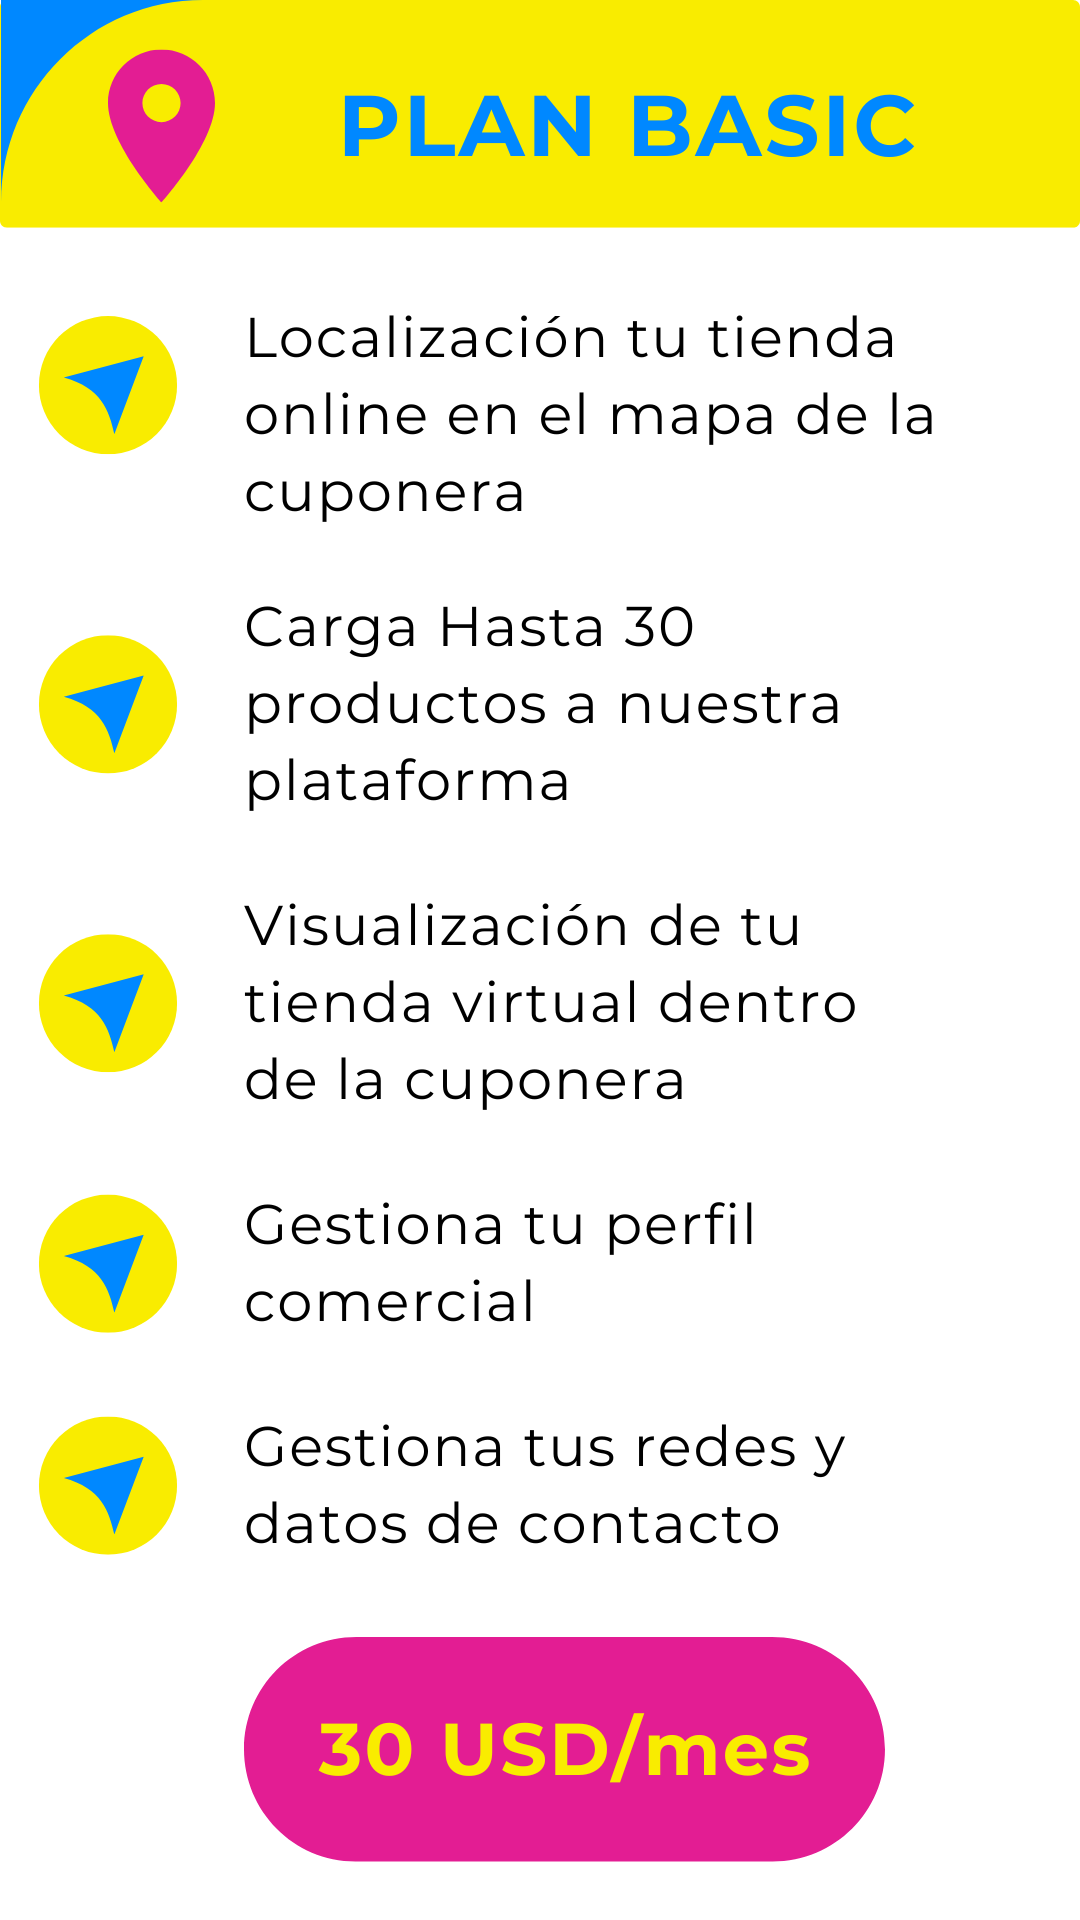 PLAN BASIC
Localización tu tienda
online en el mapa de la
cuponera
Carga Hasta 30
productos a nuestra
plataforma
Visualización de tu
tienda virtual dentro
de la cuponera
Gestiona tu perfil
comercial
Gestiona tus redes y
datos de contacto
30 USD/mes